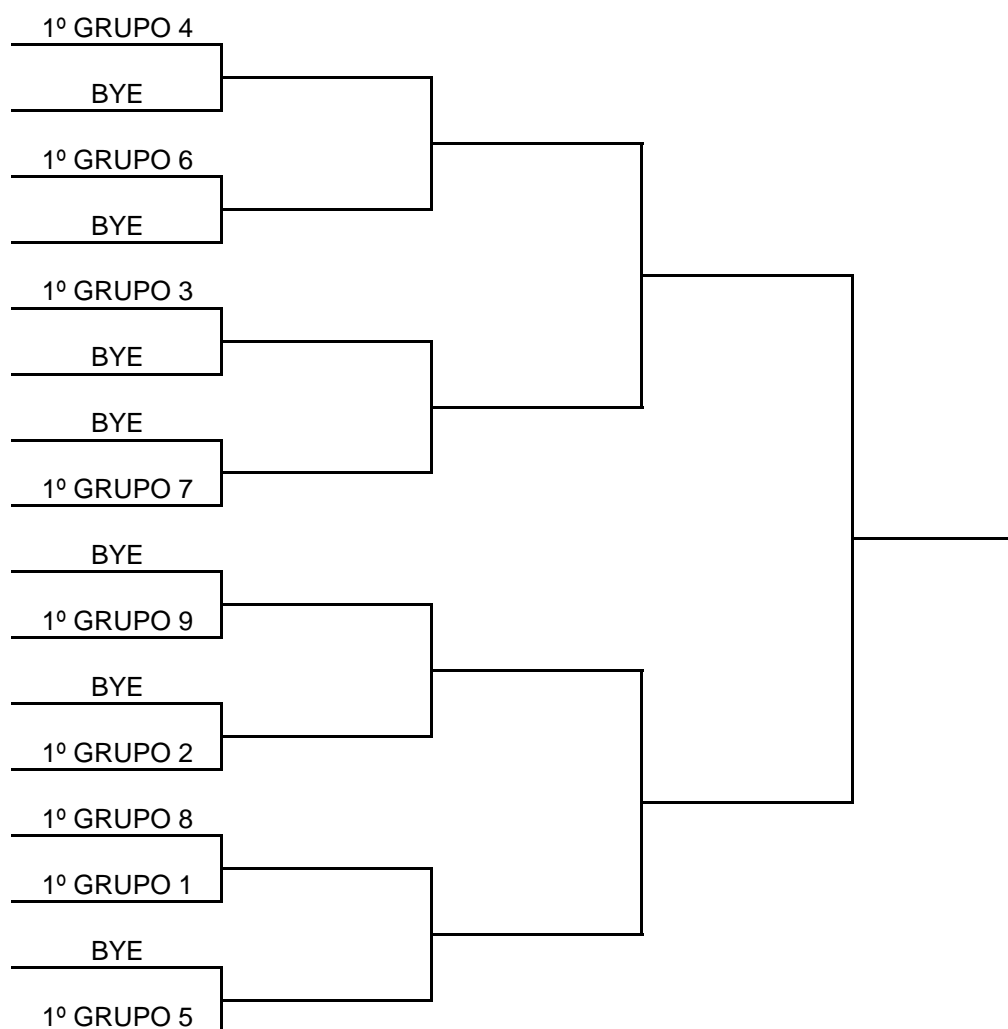 1º GRUPO 4
BYE
1º GRUPO 6
BYE
1º GRUPO 3
BYE
BYE
1º GRUPO 7
BYE
1º GRUPO 9
BYE
1º GRUPO 2
1º GRUPO 8
1º GRUPO 1
BYE
1º GRUPO 5